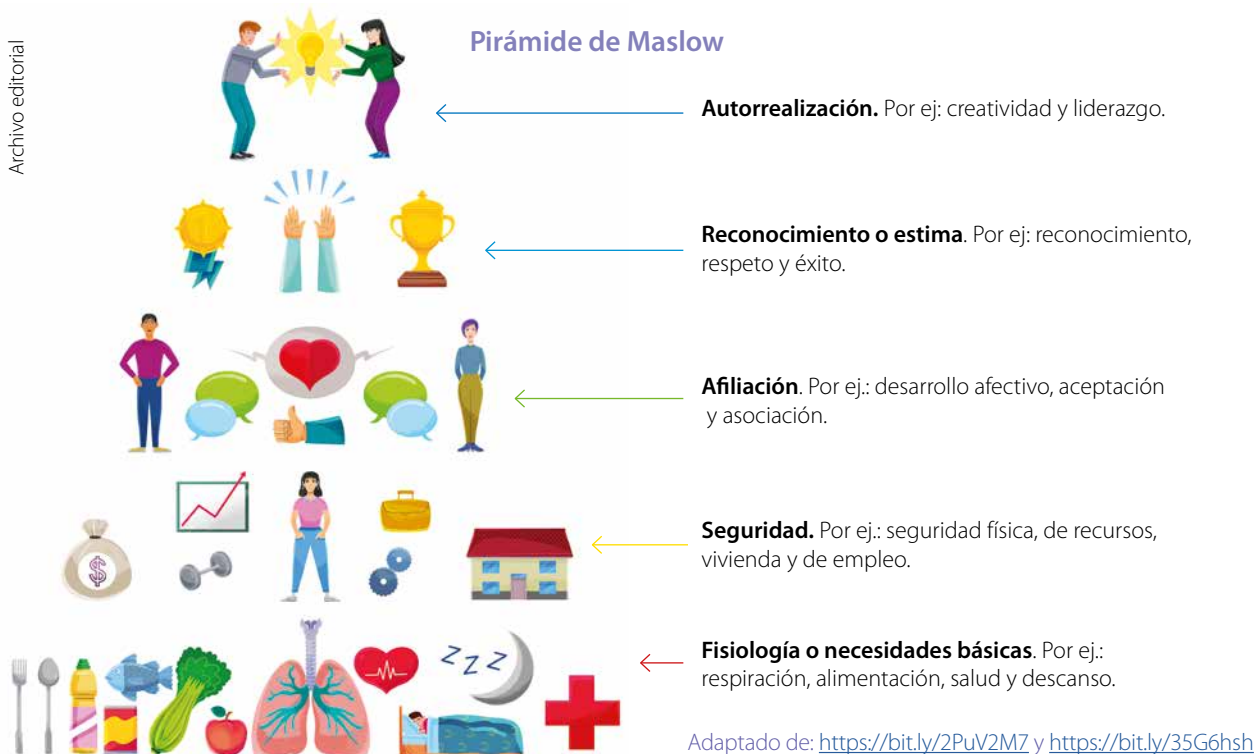 Archivo editorial
Pirámide de Maslow
Autorrealización. Por ej: creatividad y liderazgo.
Reconocimiento o estima. Por ej: reconocimiento,
respeto y éxito.
Afiliación. Por ej.: desarrollo afectivo, aceptación
y asociación.
$
Seguridad. Por ej.: seguridad física, de recursos,
vivienda y de empleo.
Z Z Z
Fisiología o necesidades básicas. Por ej.:
respiración, alimentación, salud y descanso.
Adaptado de: https://bit.ly/2PuV2M7 y https://bit.ly/35G6hsh